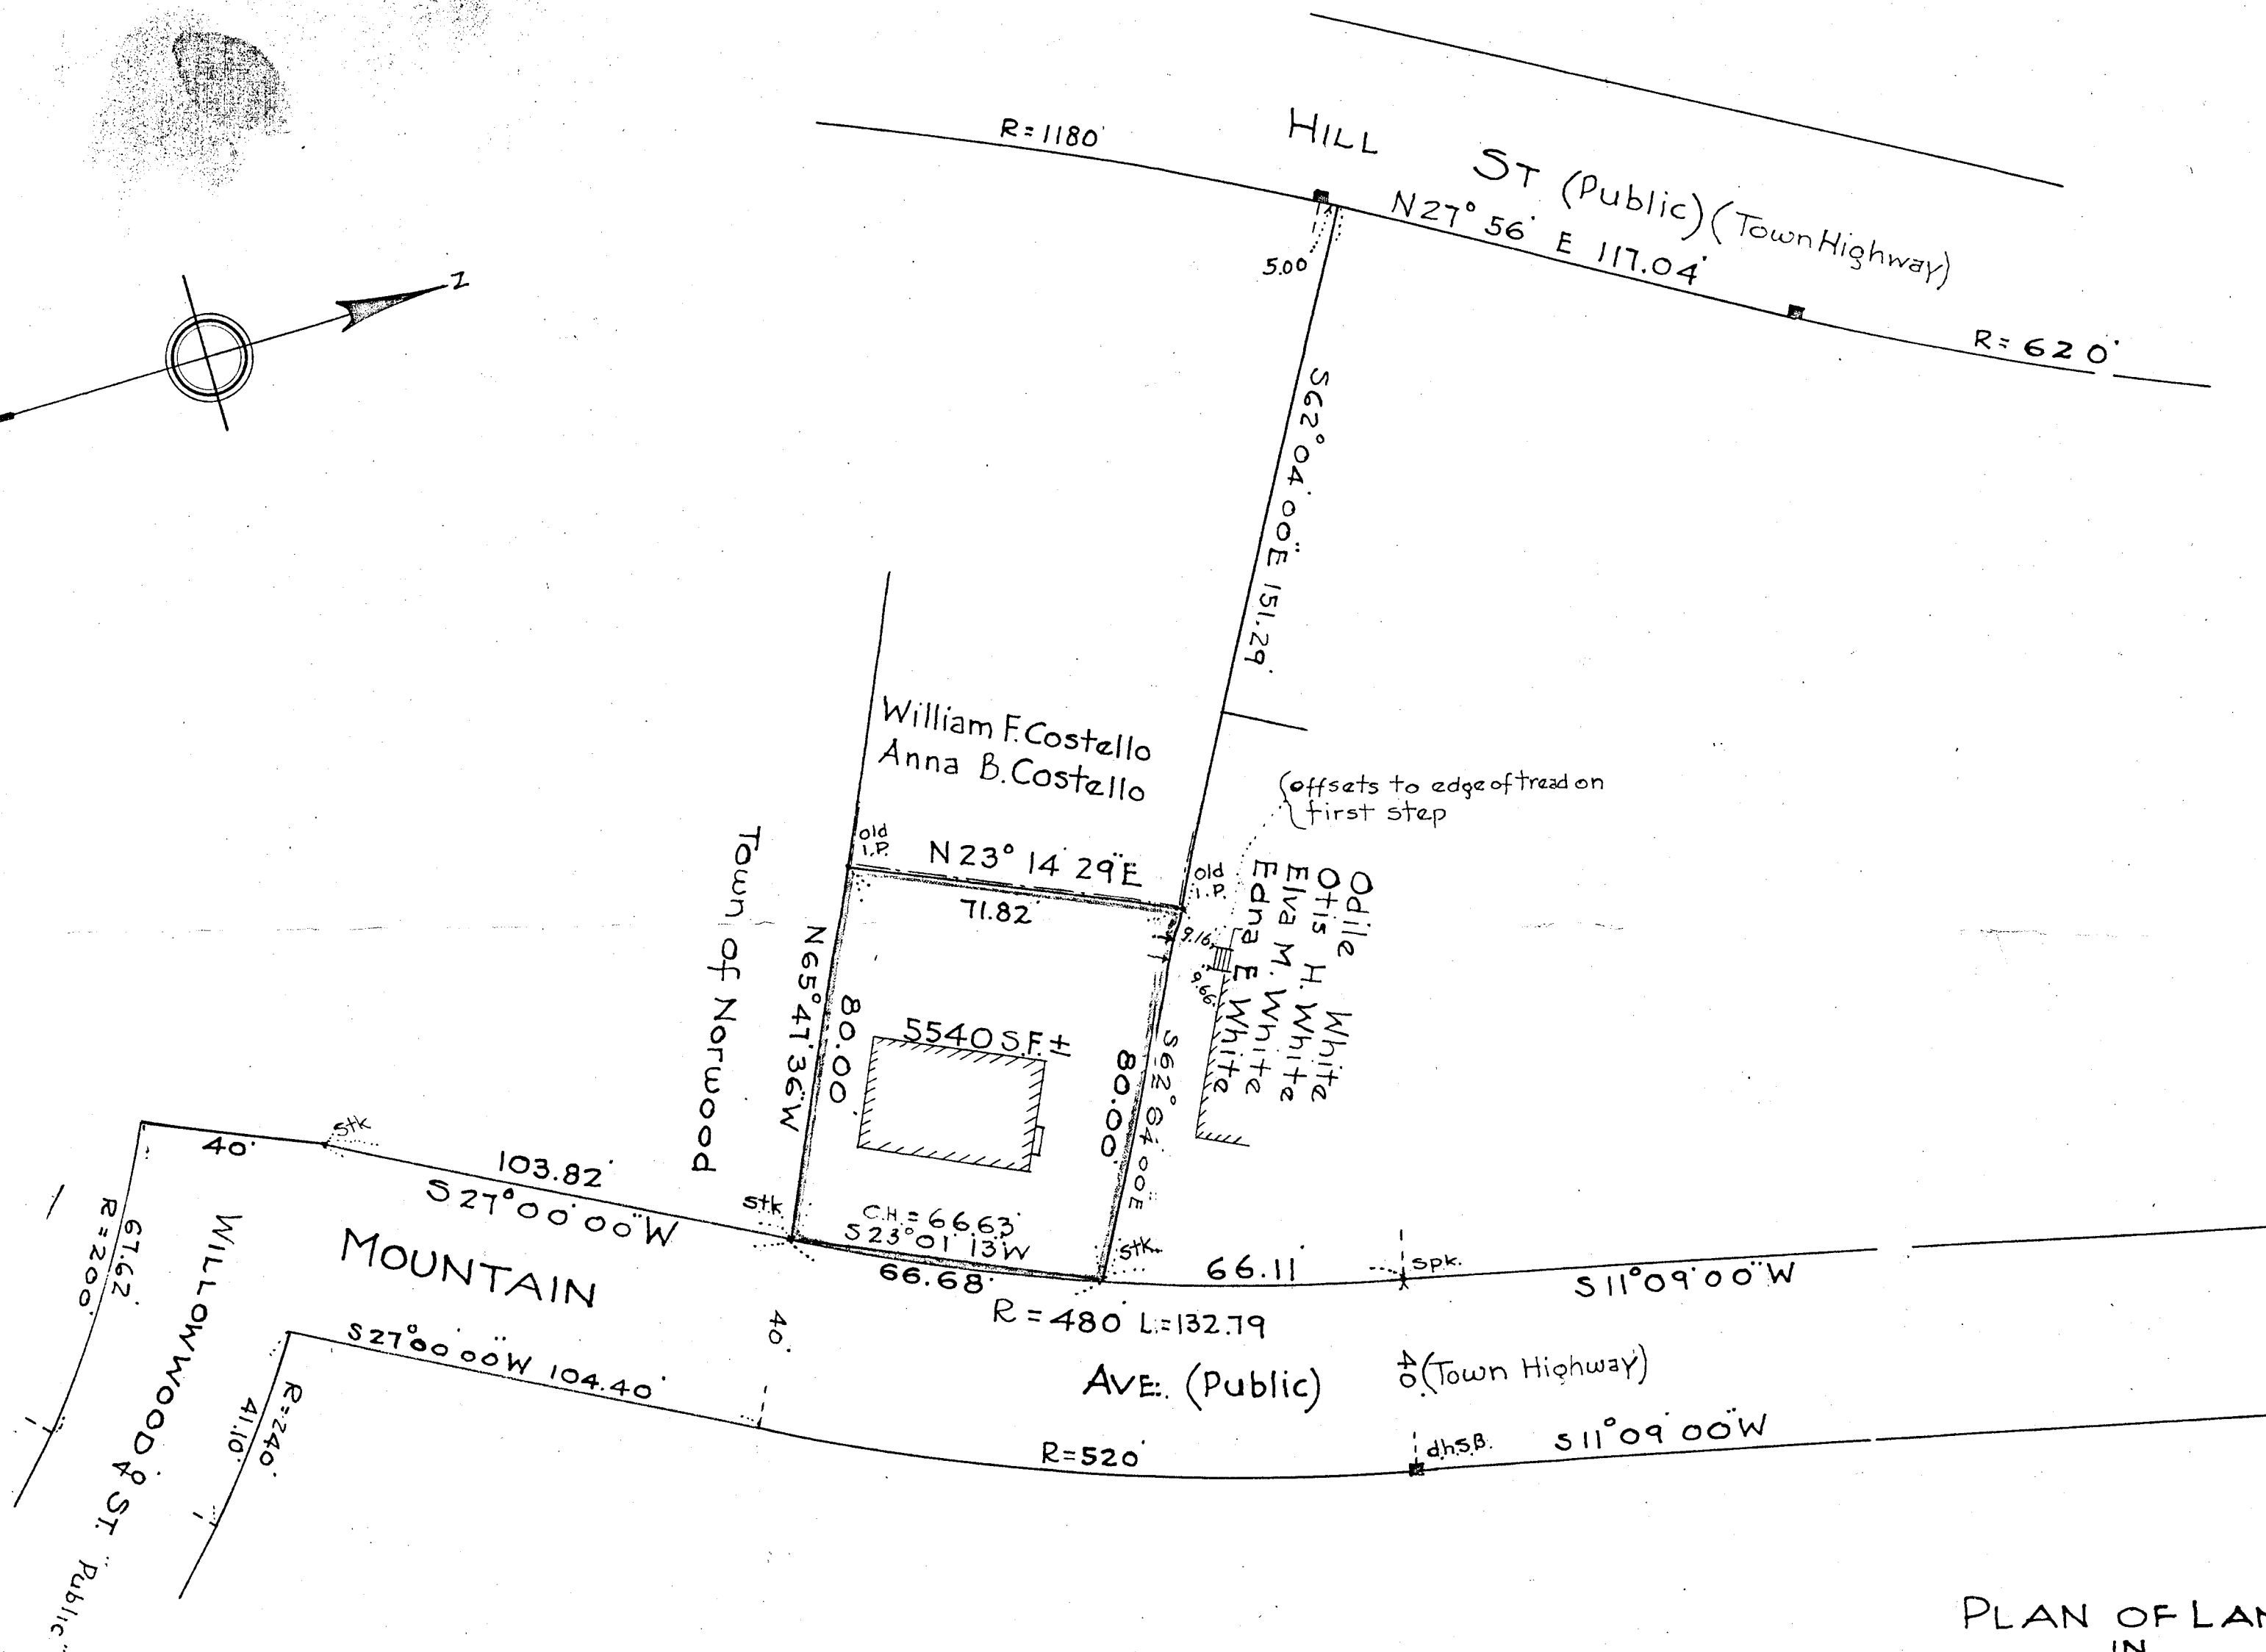 R=1180'
HILL ST (Public) (Town Highway)
N27° 56' E 117.04'
5.00
R=620'
Z
S62° 04' 00"E 151.29'
William F. Costello
Anna B. Costello
(offsets to edge of tread on
first step
old
I.P.
N23° 14' 29"E
71.82'
old
I.P.
Odile White
Otis H. White
Elva M. White
Edna E White
9.16
9.66
Town of Norwood
N65° 47' 36"W
80.00
5540 S.F.±
80.00'
S62° 04' 00"E
stk.
40'
103.82'
S27° 00' 00"W
stk.
C.H.=66.63'
S23° 01' 13"W
66.68'
stk.
66.11'
spk.
S11° 09' 00"W
R=480' L=132.79
MOUNTAIN AVE. (Public)
40'
40'
(Town Highway)
67.62'
R=200'
WILLOWWOOD ST. "Public"
40'
S27° 00' 00"W 104.40'
R=240'
41.10'
R=520'
d.h.S.B.
S11° 09' 00"W
PLAN OF LAN
IN